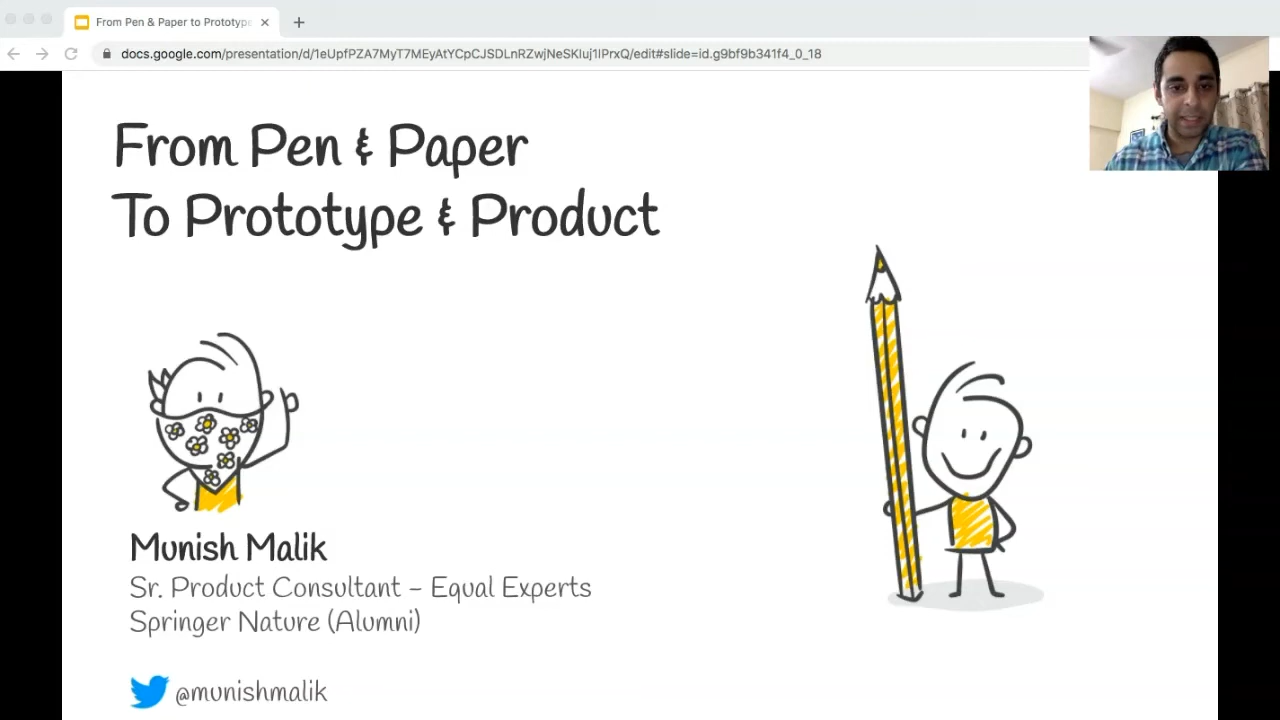 From Pen & Paper to Prototype
docs.google.com/presentation/d/1eUpfPZA7MyT7MEyAtYCpCJSDLnRZwjNeSKIuj1IPrxQ/edit#slide=id.g9bf9b341f4_0_18
From Pen & Paper
To Prototype & Product
Munish Malik
Sr. Product Consultant - Equal Experts
Springer Nature (Alumni)
@munishmalik